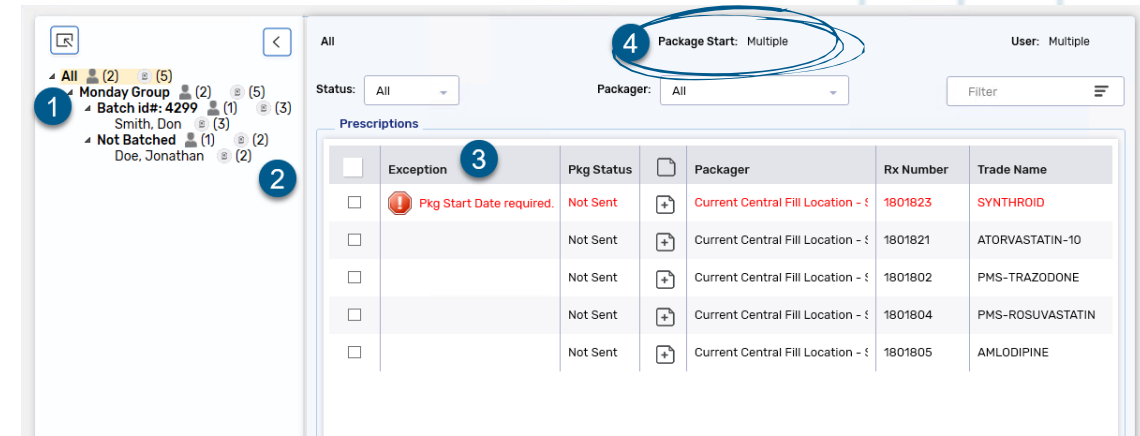 All (2) (5)
Monday Group (2) (5)
1
Batch id#: 4299 (1) (3)
Smith, Don (3)
Not Batched (1) (2)
Doe, Jonathan (2)
2
All
4
Package Start: Multiple
User: Multiple
Status: All
Packager: All
Filter
Prescriptions
Exception 3 Pkg Status Packager Rx Number Trade Name
! Pkg Start Date required. Not Sent Current Central Fill Location - 1801823 SYNTHROID
Not Sent Current Central Fill Location - 1801821 ATORVASTATIN-10
Not Sent Current Central Fill Location - 1801802 PMS-TRAZODONE
Not Sent Current Central Fill Location - 1801804 PMS-ROSUVASTATIN
Not Sent Current Central Fill Location - 1801805 AMLODIPINE